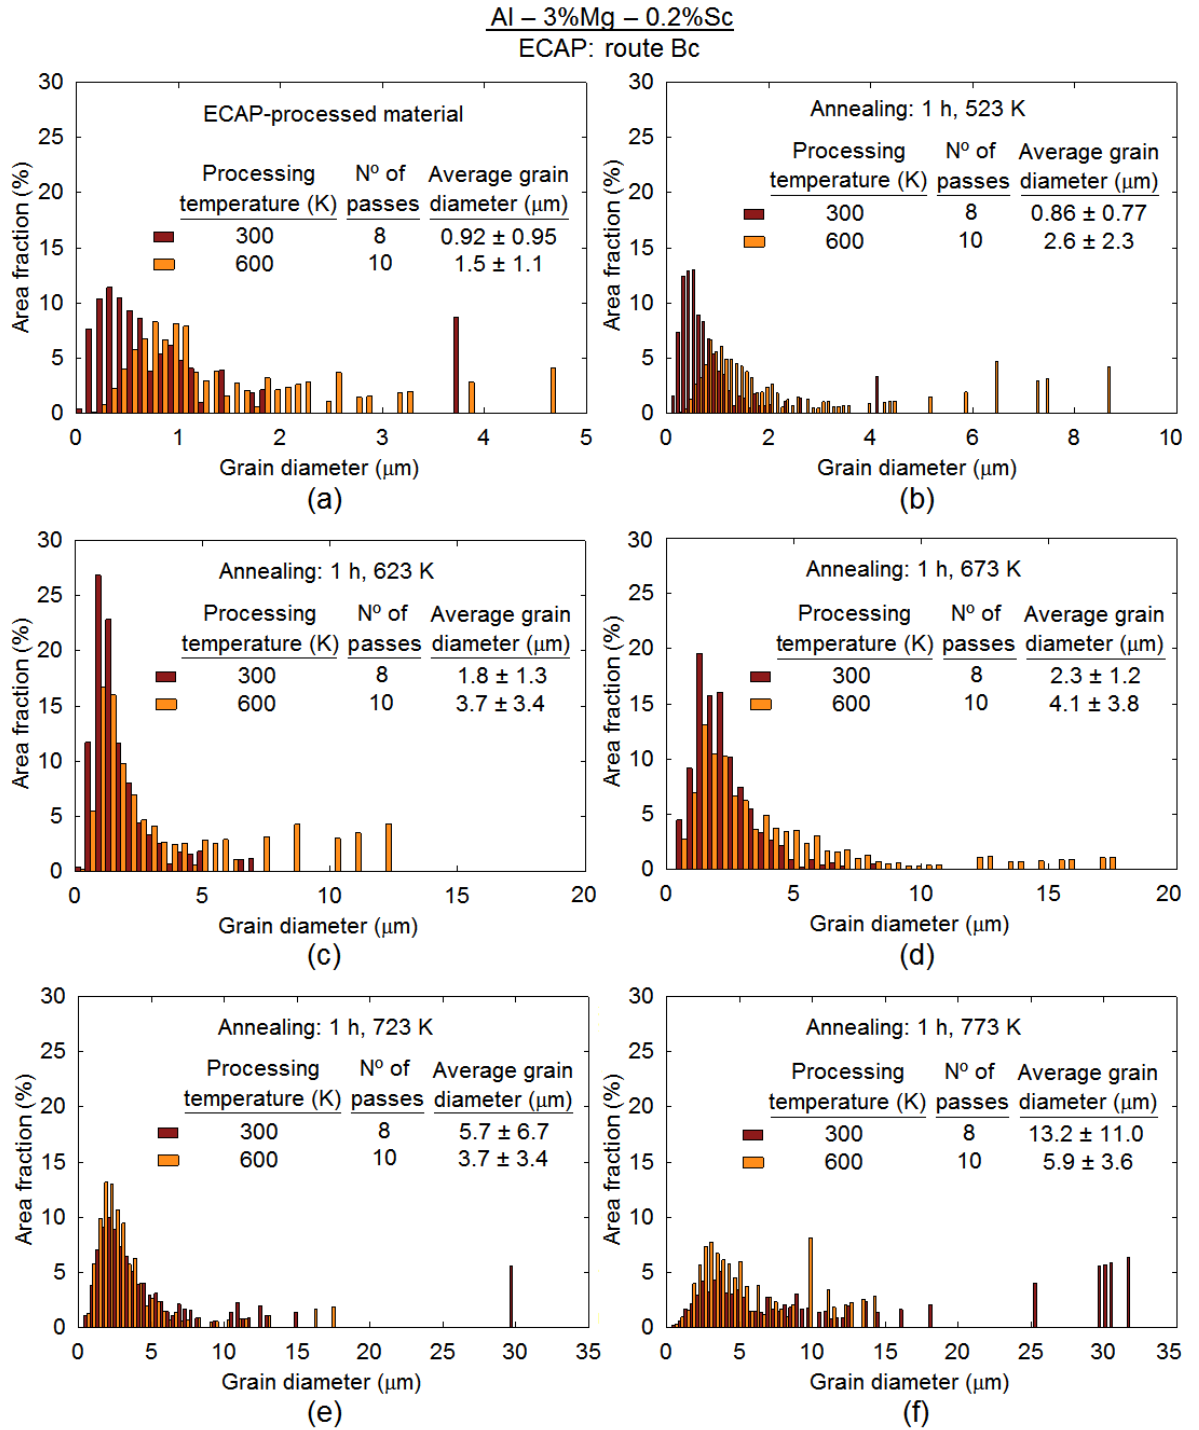 Al – 3%Mg – 0.2%Sc
ECAP: route Bc
30
25
20
15
10
5
0
Area fraction (%)
ECAP-processed material
Processing temperature (K)
Nº of passes
Average grain diameter (μm)
300 8 0.92 ± 0.95
600 10 1.5 ± 1.1
0 1 2 3 4 5
Grain diameter (μm)
(a)
30
25
20
15
10
5
0
Area fraction (%)
Annealing: 1 h, 523 K
Processing temperature (K)
Nº of passes
Average grain diameter (μm)
300 8 0.86 ± 0.77
600 10 2.6 ± 2.3
0 2 4 6 8 10
Grain diameter (μm)
(b)
30
25
20
15
10
5
0
Area fraction (%)
Annealing: 1 h, 623 K
Processing temperature (K)
Nº of passes
Average grain diameter (μm)
300 8 1.8 ± 1.3
600 10 3.7 ± 3.4
0 5 10 15 20
Grain diameter (μm)
(c)
30
25
20
15
10
5
0
Area fraction (%)
Annealing: 1 h, 673 K
Processing temperature (K)
Nº of passes
Average grain diameter (μm)
300 8 2.3 ± 1.2
600 10 4.1 ± 3.8
0 5 10 15 20
Grain diameter (μm)
(d)
30
25
20
15
10
5
0
Area fraction (%)
Annealing: 1 h, 723 K
Processing temperature (K)
Nº of passes
Average grain diameter (μm)
300 8 5.7 ± 6.7
600 10 3.7 ± 3.4
0 5 10 15 20 25 30 35
Grain diameter (μm)
(e)
30
25
20
15
10
5
0
Area fraction (%)
Annealing: 1 h, 773 K
Processing temperature (K)
Nº of passes
Average grain diameter (μm)
300 8 13.2 ± 11.0
600 10 5.9 ± 3.6
0 5 10 15 20 25 30 35
Grain diameter (μm)
(f)